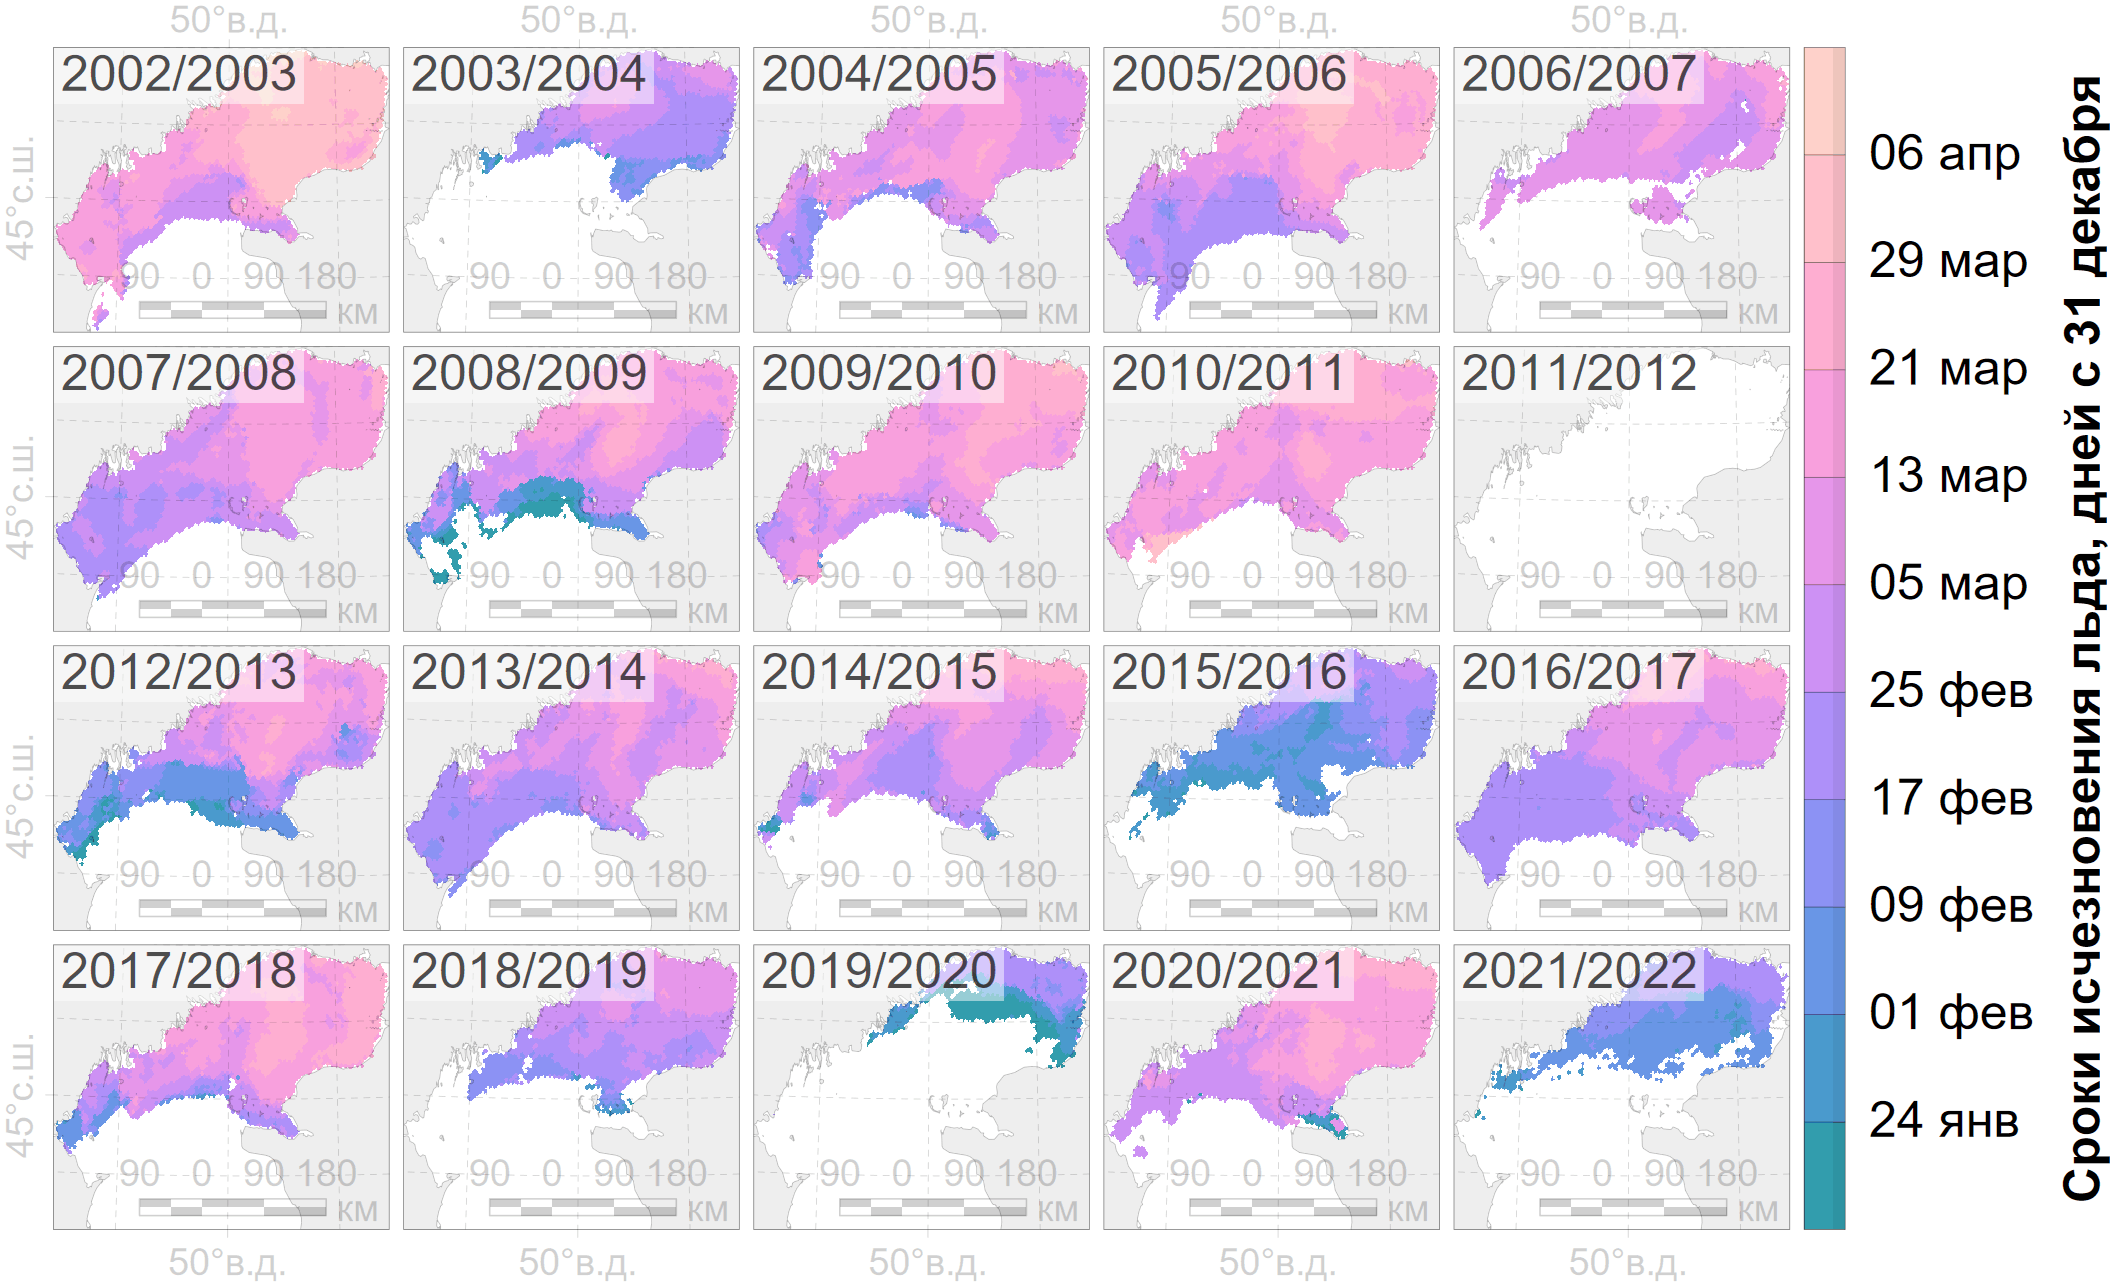 50°в.д. 50°в.д. 50°в.д. 50°в.д. 50°в.д.
2002/2003 2003/2004 2004/2005 2005/2006 2006/2007
45°с.ш.
90 0 90 180 90 0 90 180 90 0 90 180 90 0 90 180 90 0 90 180
км км км км км
2007/2008 2008/2009 2009/2010 2010/2011 2011/2012
45°с.ш.
90 0 90 180 90 0 90 180 90 0 90 180 90 0 90 180 90 0 90 180
км км км км км
2012/2013 2013/2014 2014/2015 2015/2016 2016/2017
45°с.ш.
90 0 90 180 90 0 90 180 90 0 90 180 90 0 90 180 90 0 90 180
км км км км км
2017/2018 2018/2019 2019/2020 2020/2021 2021/2022
45°с.ш.
90 0 90 180 90 0 90 180 90 0 90 180 90 0 90 180 90 0 90 180
км км км км км
50°в.д. 50°в.д. 50°в.д. 50°в.д. 50°в.д.
06 апр
29 мар
21 мар
13 мар
05 мар
25 фев
17 фев
09 фев
01 фев
24 янв
Сроки исчезновения льда, дней с 31 декабря